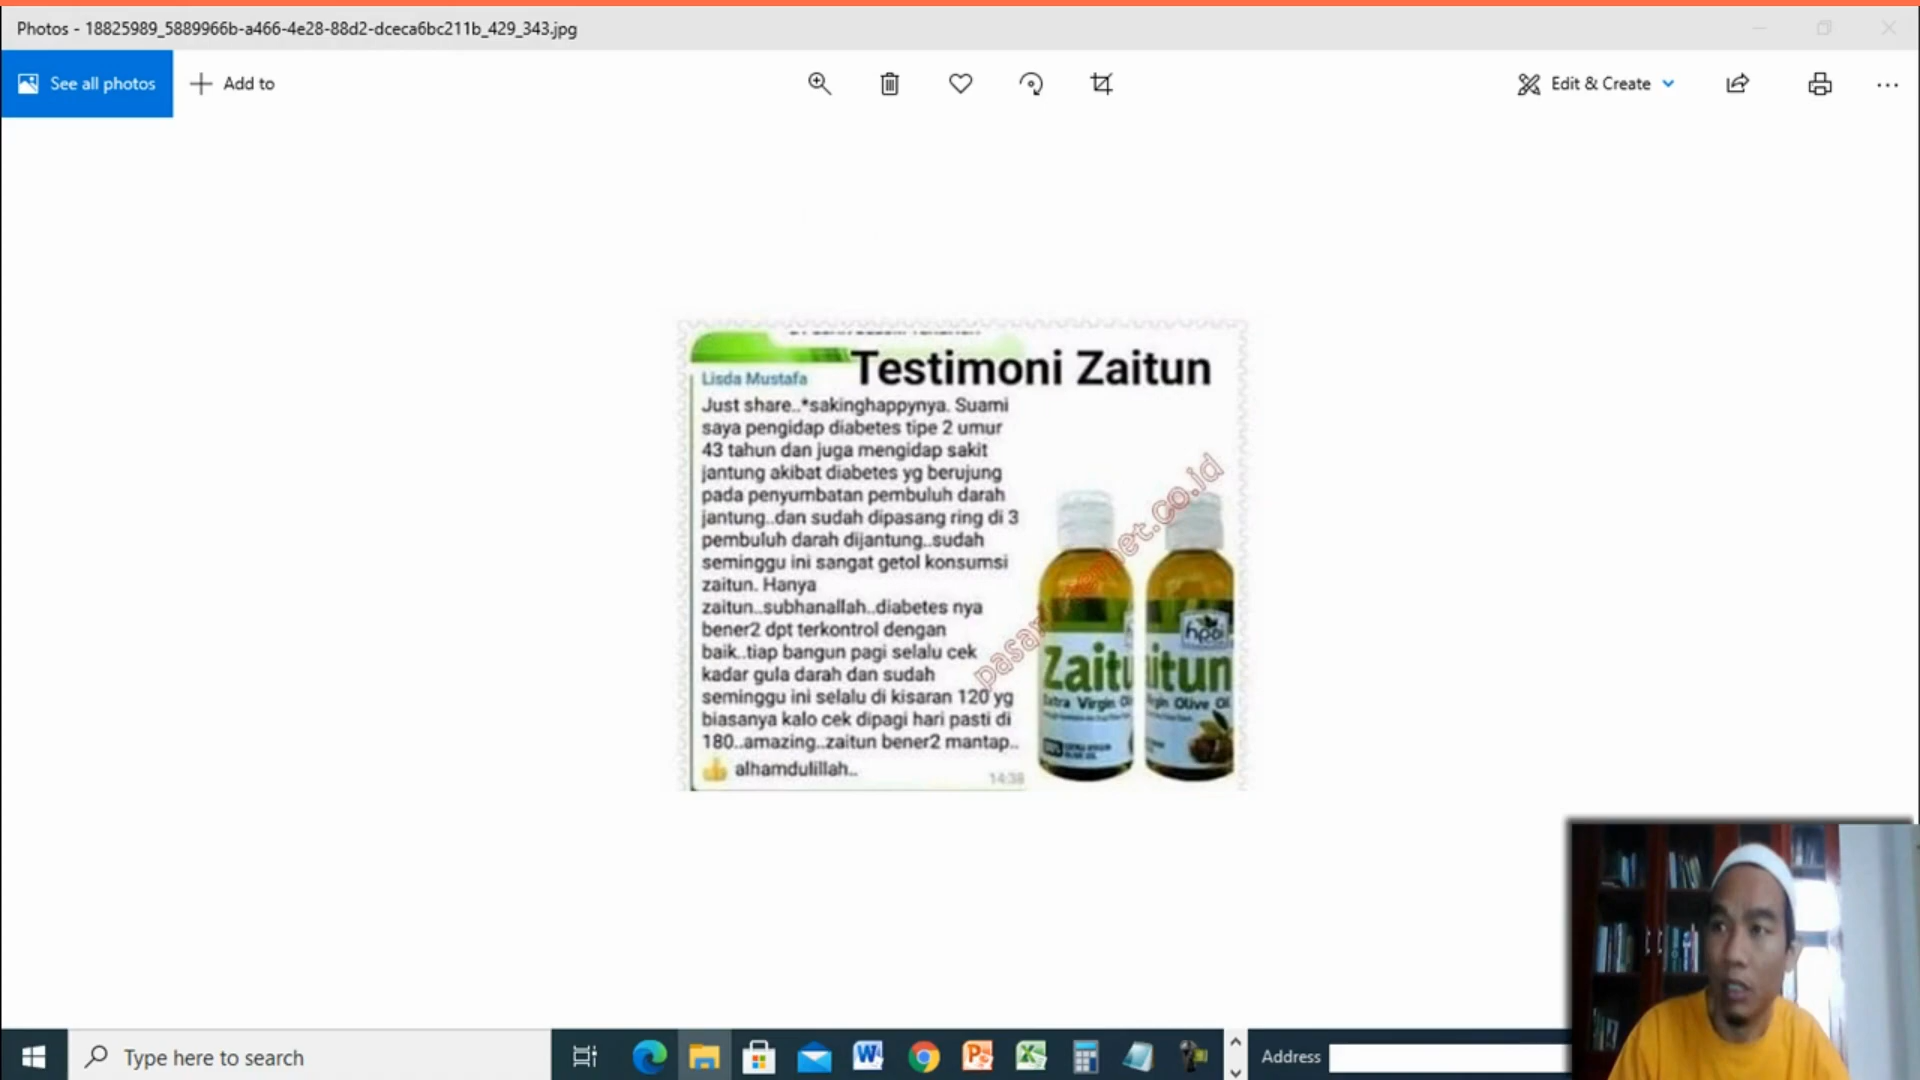 Photos - 18825989_5889966b-a466-4e28-88d2-dceca6bc211b_429_343.jpg
See all photos
Add to
Edit & Create
Testimoni Zaitun
Lisda Mustafa
Just share..*sakinghappynya. Suami
saya pengidap diabetes tipe 2 umur
43 tahun dan juga mengidap sakit
jantung akibat diabetes yg berujung
pada penyumbatan pembuluh darah
jantung..dan sudah dipasang ring di 3
pembuluh darah dijantung..sudah
seminggu ini sangat getol konsumsi
zaitun. Hanya
zaitun..subhanallah..diabetes nya
bener2 dpt terkontrol dengan
baik..tiap bangun pagi selalu cek
kadar gula darah dan sudah
seminggu ini selalu di kisaran 120 yg
biasanya kalo cek dipagi hari pasti di
180..amazing..zaitun bener2 mantap..
alhamdulillah..
14:38
hpai
Zaitu
itun
Extra Virgin
Virgin Olive Oil
Type here to search
Address